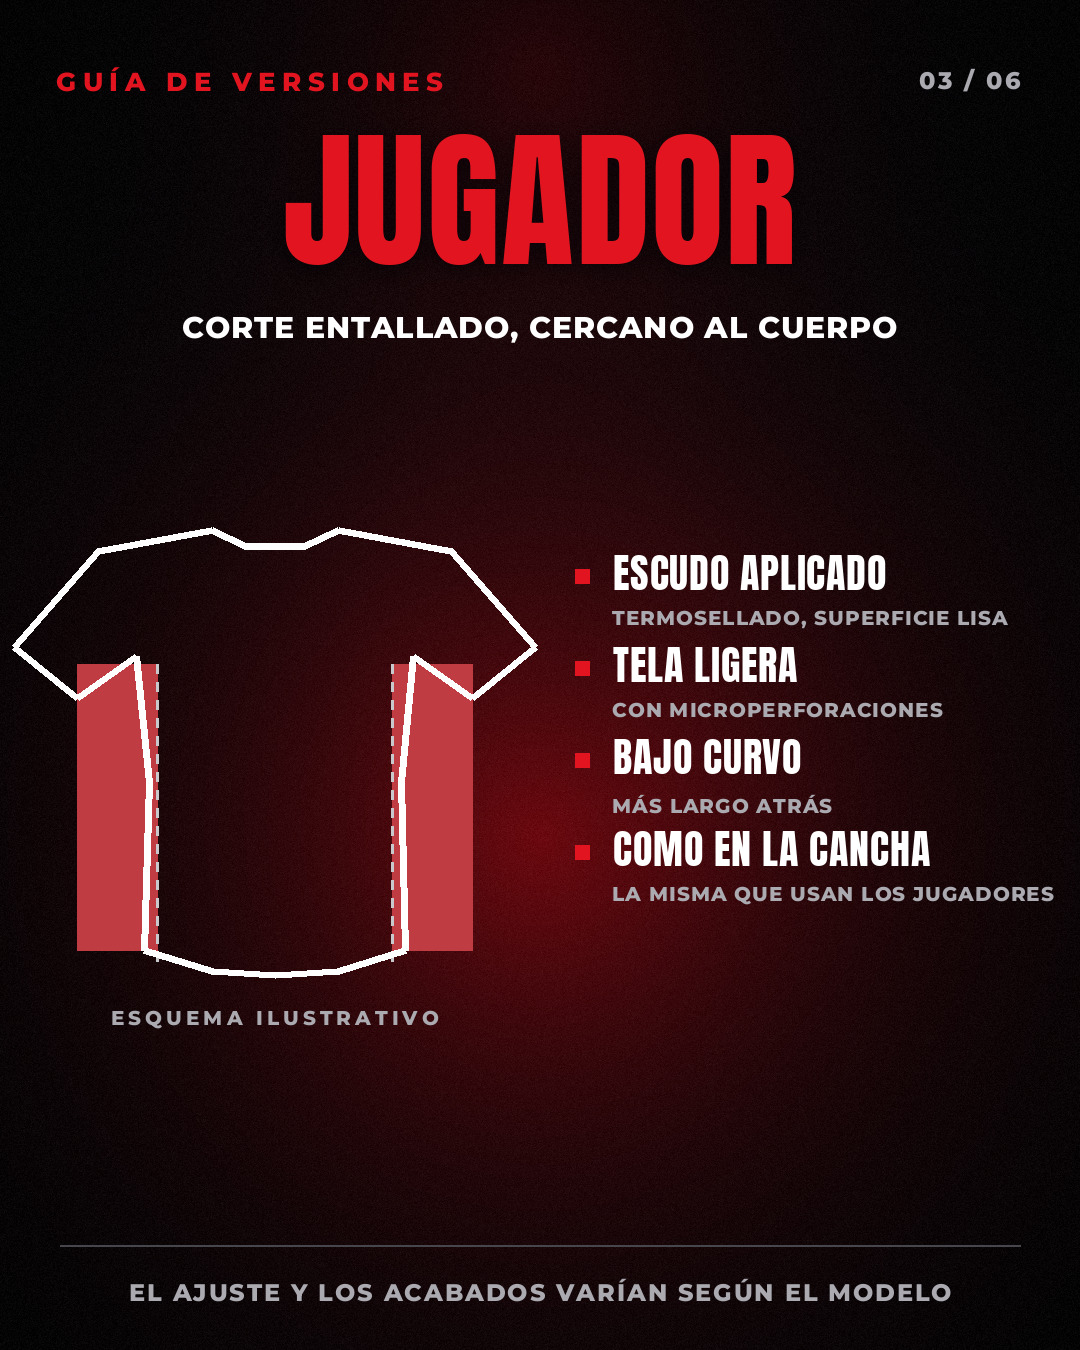 GUÍA DE VERSIONES
03 / 06
JUGADOR
CORTE ENTALLADO, CERCANO AL CUERPO
ESCUDO APLICADO
TERMOSELLADO, SUPERFICIE LISA
TELA LIGERA
CON MICROPERFORACIONES
BAJO CURVO
MÁS LARGO ATRÁS
COMO EN LA CANCHA
LA MISMA QUE USAN LOS JUGADORES
ESQUEMA ILUSTRATIVO
EL AJUSTE Y LOS ACABADOS VARÍAN SEGÚN EL MODELO